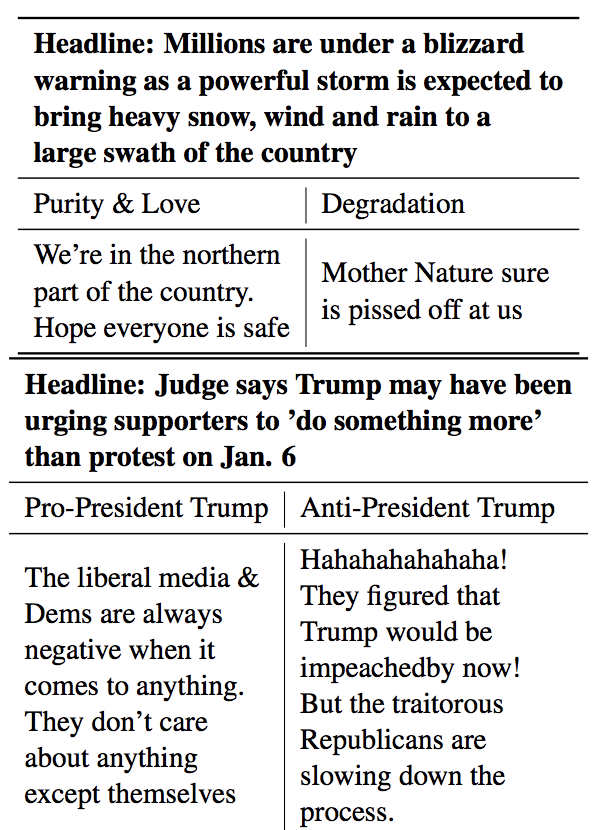 Headline: Millions are under a blizzard
warning as a powerful storm is expected to
bring heavy snow, wind and rain to a
large swath of the country
Purity & Love
Degradation
We’re in the northern
part of the country.
Hope everyone is safe
Mother Nature sure
is pissed off at us
Headline: Judge says Trump may have been
urging supporters to ’do something more’
than protest on Jan. 6
Pro-President Trump
Anti-President Trump
The liberal media &
Dems are always
negative when it
comes to anything.
They don’t care
about anything
except themselves
Hahahahahahaha!
They figured that
Trump would be
impeachedby now!
But the traitorous
Republicans are
slowing down the
process.